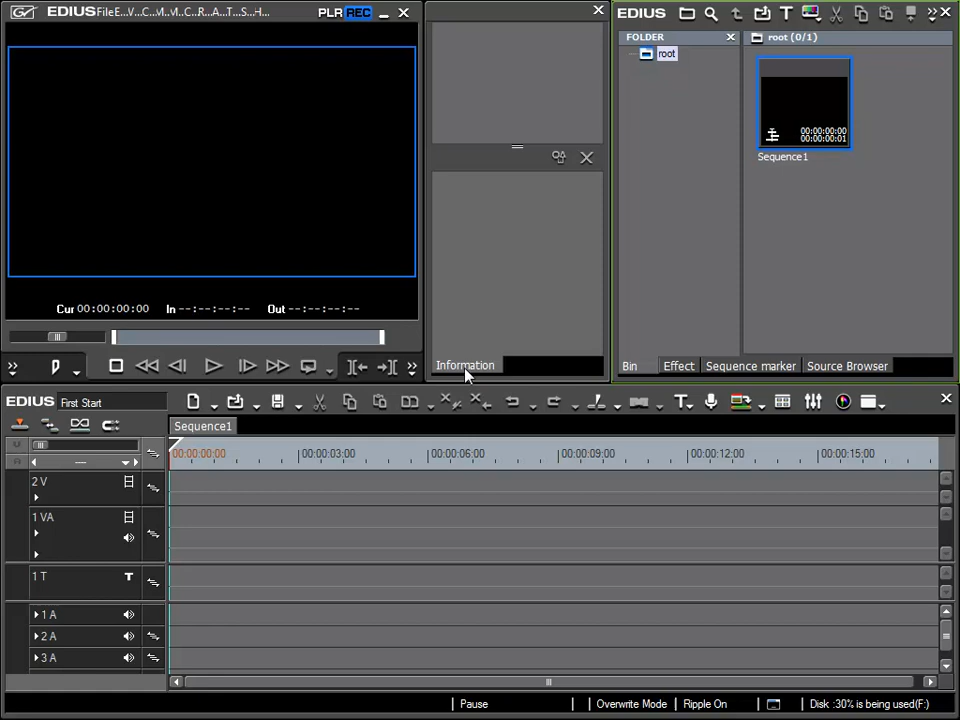 EDIUS FileE...V...C...M...M...C...R...A...T...S...H... PLR REC
Cur 00:00:00:00 In --:--:--:-- Out --:--:--:--
Information
EDIUS
FOLDER
root
root (0/1)
00:00:00:00
00:00:00:01
Sequence1
Bin Effect Sequence marker Source Browser
EDIUS First Start
Sequence1
00:00:00:00 00:00:03:00 00:00:06:00 00:00:09:00 00:00:12:00 00:00:15:00
2 V
1 VA
1 T T
1 A
2 A
3 A
Pause Overwrite Mode Ripple On Disk :30% is being used(F:)